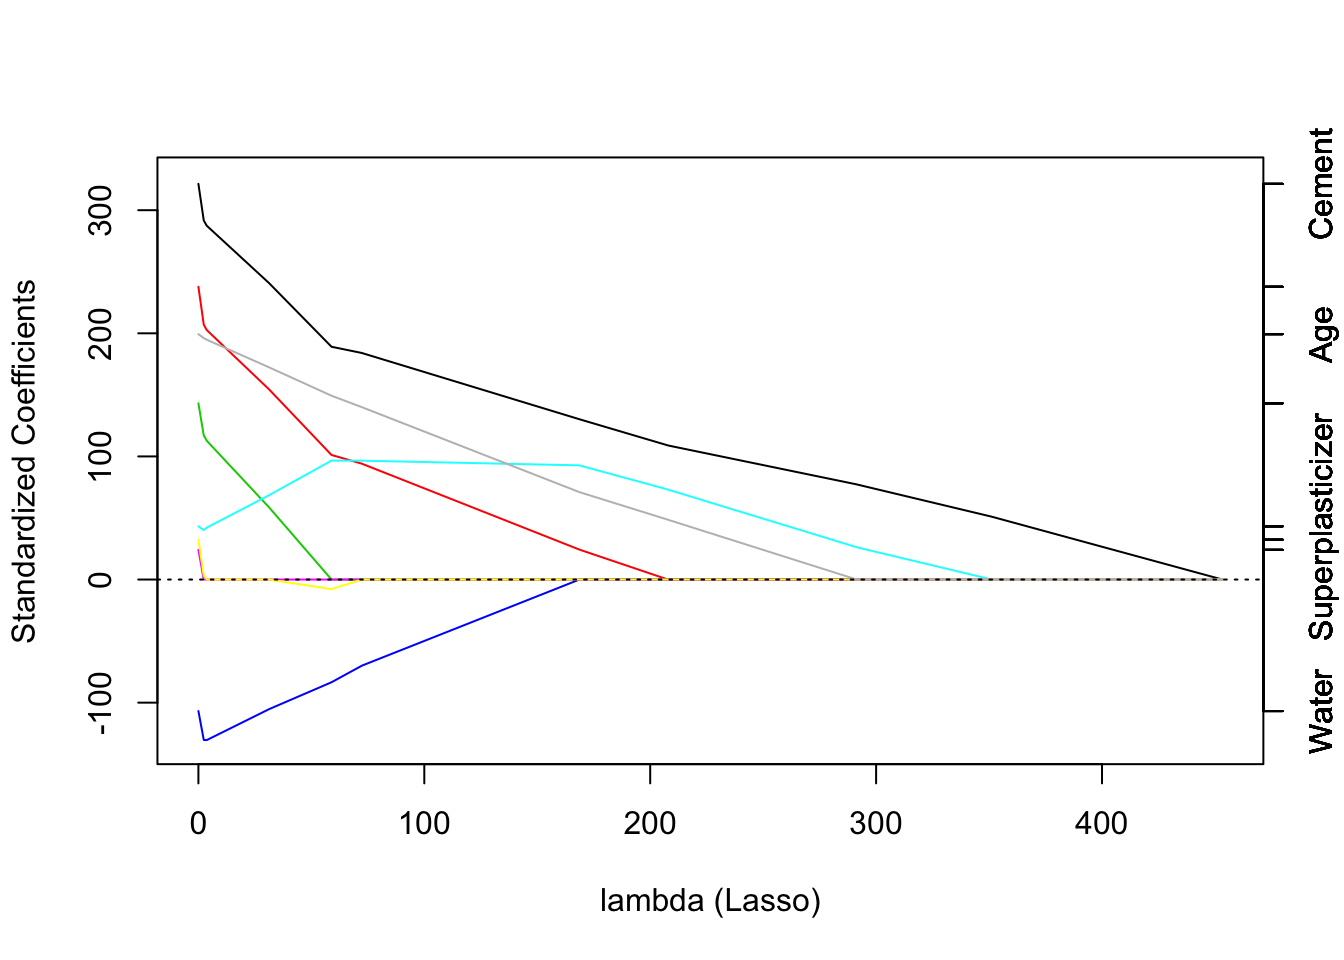 Standardized Coefficients
300
200
100
0
-100
0
100
200
300
400
lambda (Lasso)
Cement
Age
Superplasticizer
Water